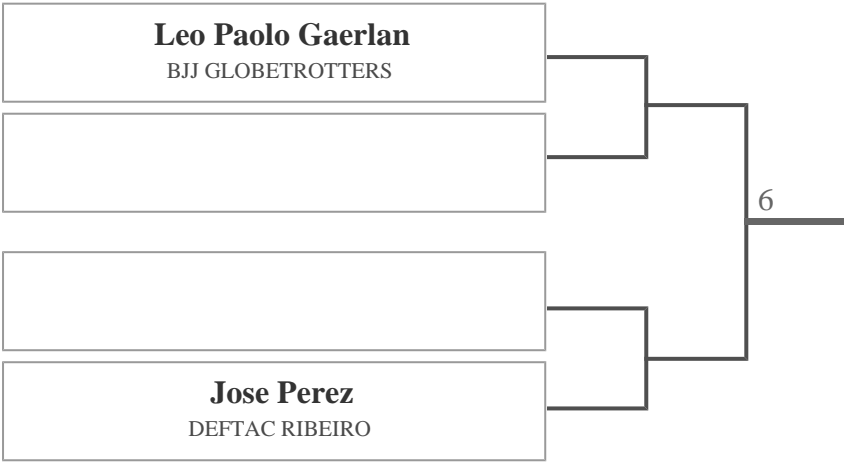 Leo Paolo Gaerlan
BJJ GLOBETROTTERS
6
Jose Perez
DEFTAC RIBEIRO